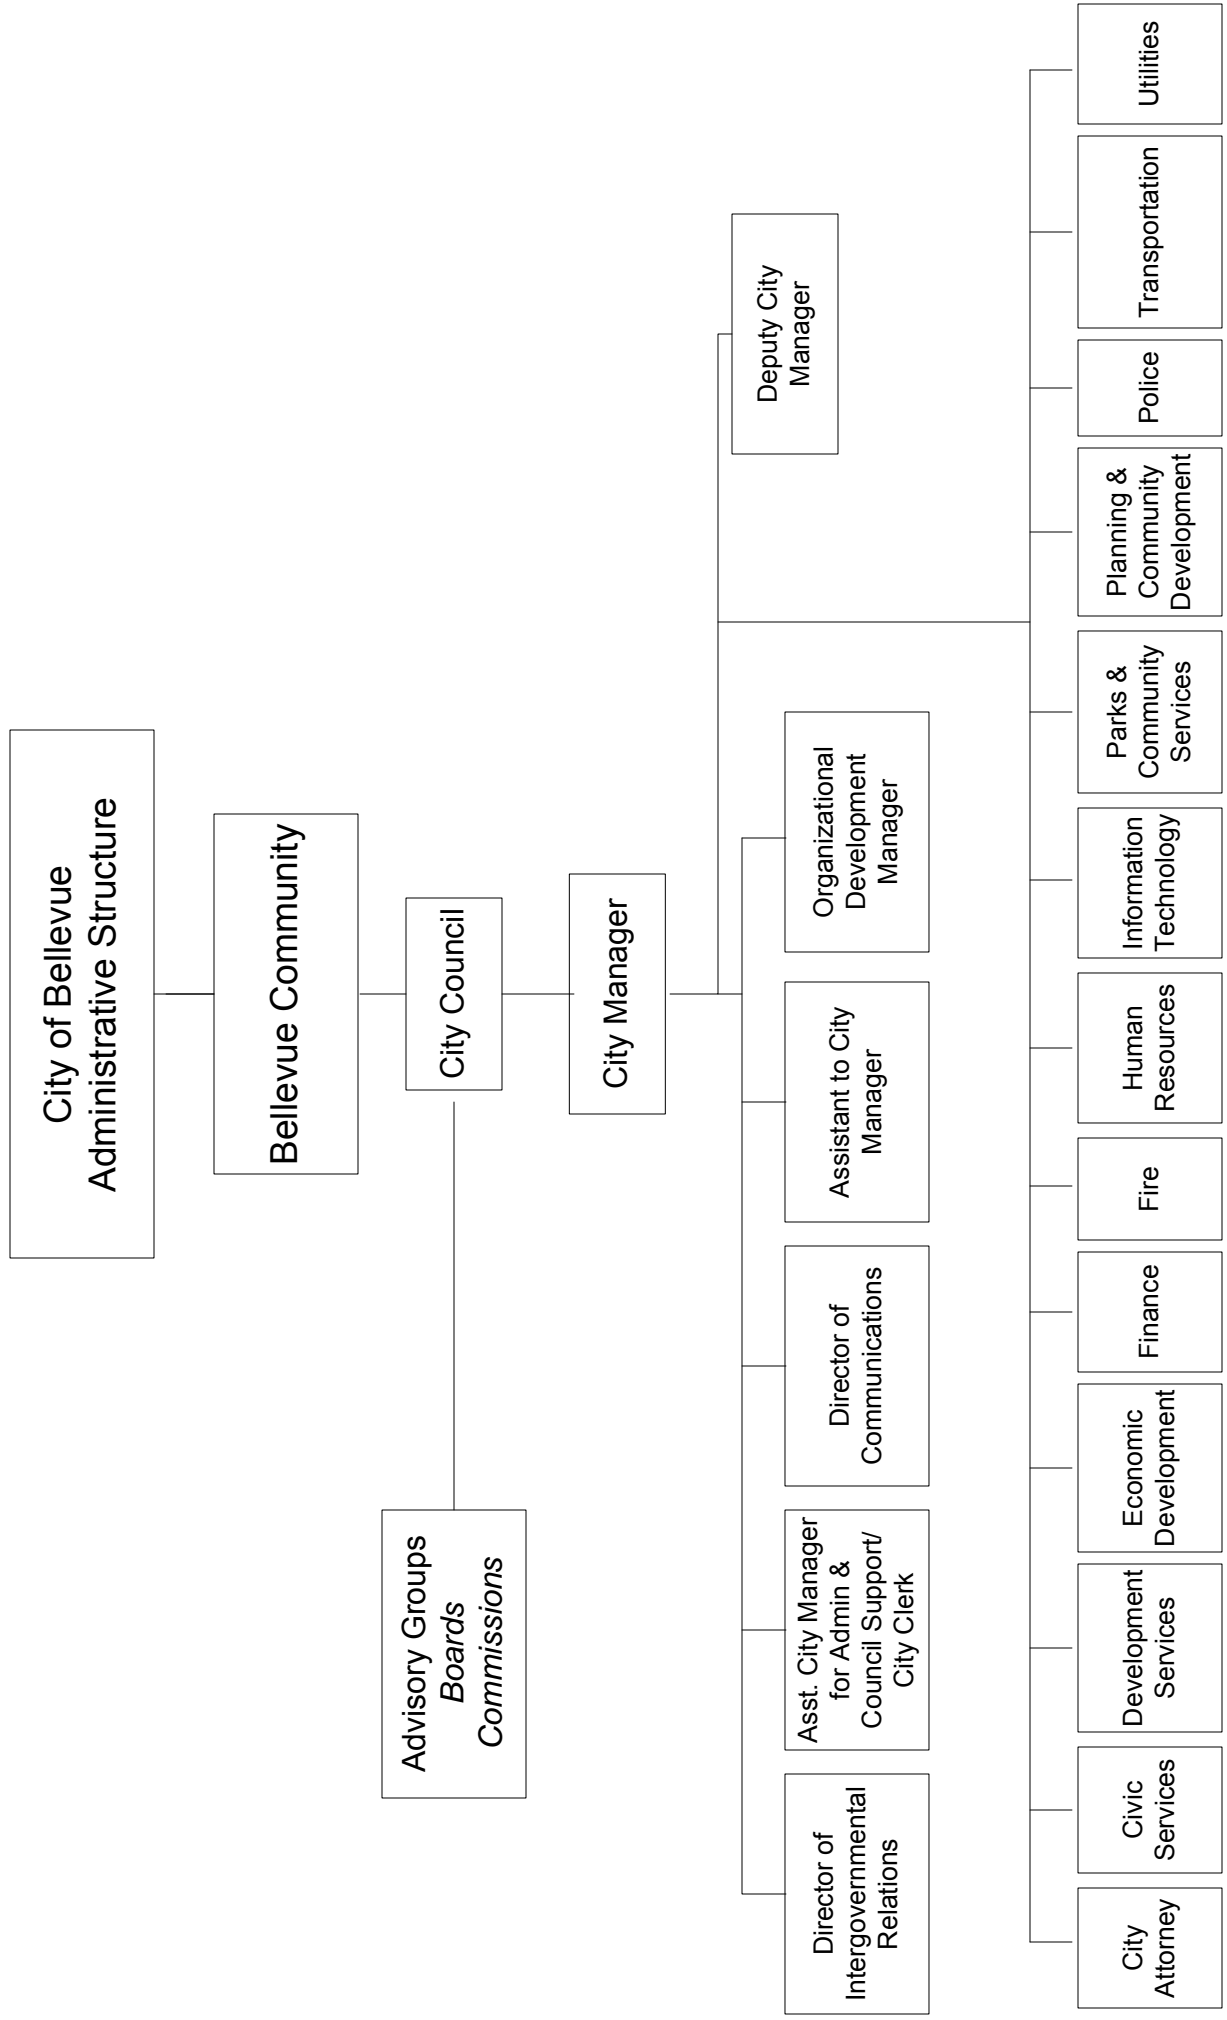 City of Bellevue
Administrative Structure
Bellevue Community
City Council
Advisory Groups
Boards
Commissions
City Manager
Deputy City
Manager
Director of
Intergovernmental
Relations
Asst. City Manager
for Admin &
Council Support/
City Clerk
Director of
Communications
Assistant to City
Manager
Organizational
Development
Manager
City
Attorney
Civic
Services
Development
Services
Economic
Development
Finance
Fire
Human
Resources
Information
Technology
Parks &
Community
Services
Planning &
Community
Development
Police
Transportation
Utilities